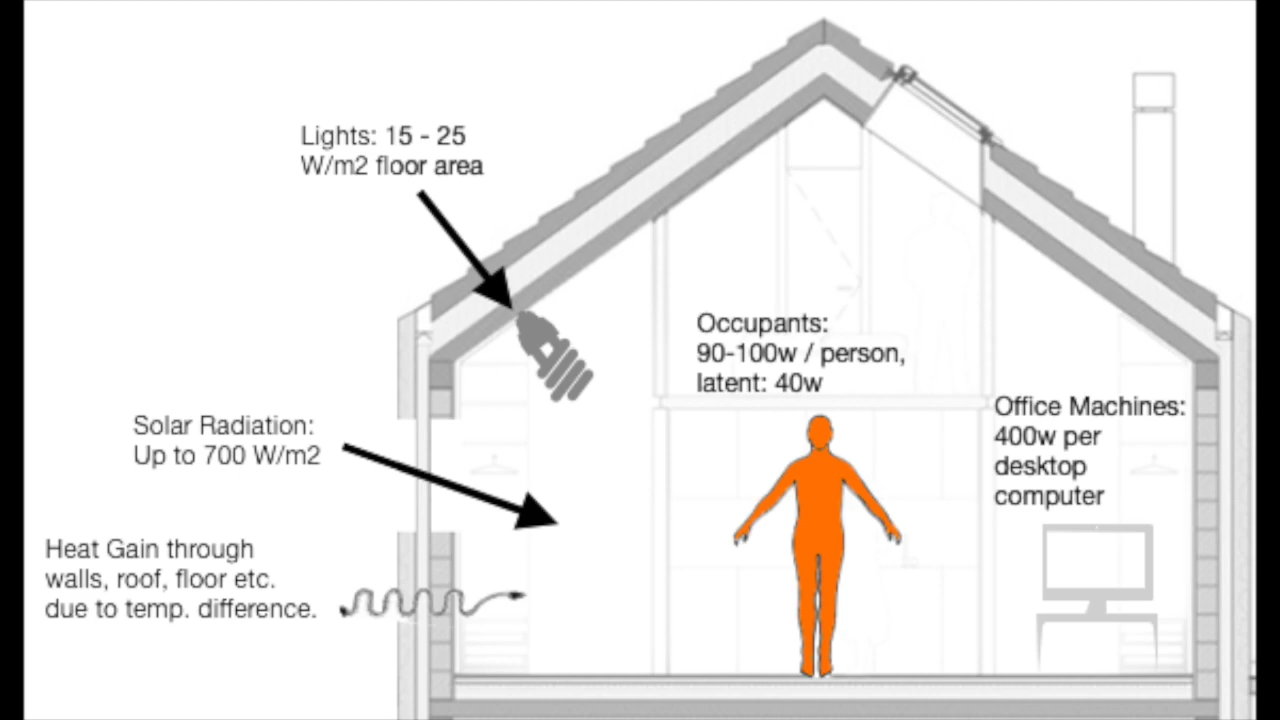 Lights: 15 - 25
W/m2 floor area
Occupants:
90-100w / person,
latent: 40w
Office Machines:
400w per
desktop
computer
Solar Radiation:
Up to 700 W/m2
Heat Gain through
walls, roof, floor etc.
due to temp. difference.